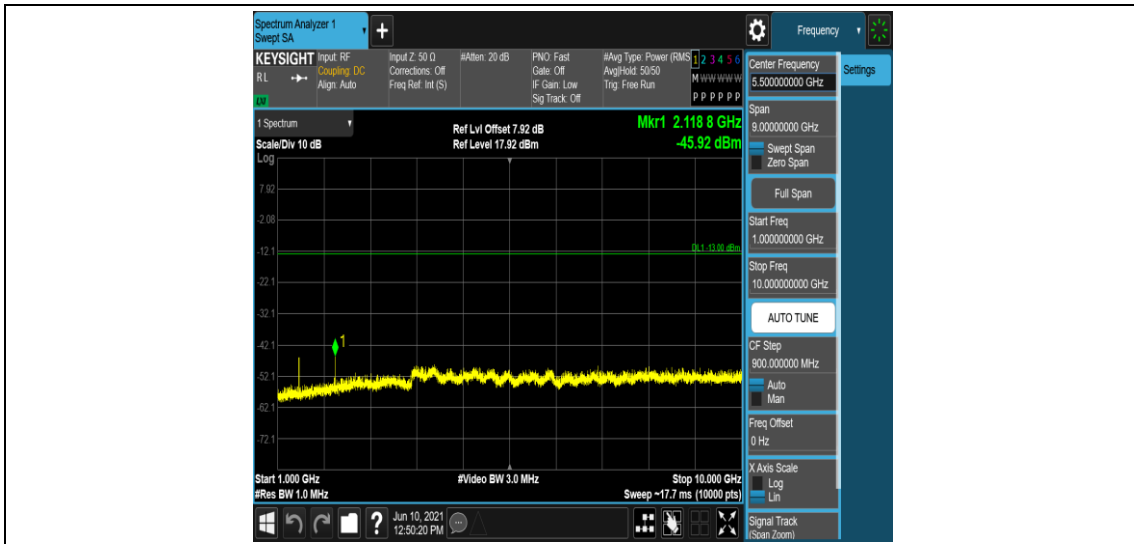 Spectrum Analyzer 1
Swept SA
+
Frequency
KEYSIGHT
RL
LXI
Input: RF
Coupling: DC
Align: Auto
Input Z: 50 Ω
Corrections: Off
Freq Ref: Int (S)
#Atten: 20 dB
PNO: Fast
Gate: Off
IF Gain: Low
Sig Track: Off
#Avg Type: Power (RMS
Avg|Hold: 50/50
Trig: Free Run
1 2 3 4 5 6
M W W W W W
P P P P P P
Center Frequency
5.500000000 GHz
Settings
1 Spectrum
Ref Lvl Offset 7.92 dB
Mkr1 2.118 8 GHz
Scale/Div 10 dB
Ref Level 17.92 dBm
-45.92 dBm
Log
7.92
-2.08
-12.1
DL1 -13.00 dBm
-22.1
-32.1
-42.1
1
-52.1
-62.1
-72.1
Start 1.000 GHz
#Video BW 3.0 MHz
Stop 10.000 GHz
#Res BW 1.0 MHz
Sweep ~17.7 ms (10000 pts)
Span
9.00000000 GHz
Swept Span
Zero Span
Full Span
Start Freq
1.000000000 GHz
Stop Freq
10.000000000 GHz
AUTO TUNE
CF Step
900.000000 MHz
Auto
Man
Freq Offset
0 Hz
X Axis Scale
Log
Lin
Signal Track
(Span Zoom)
?
Jun 10, 2021
12:50:20 PM